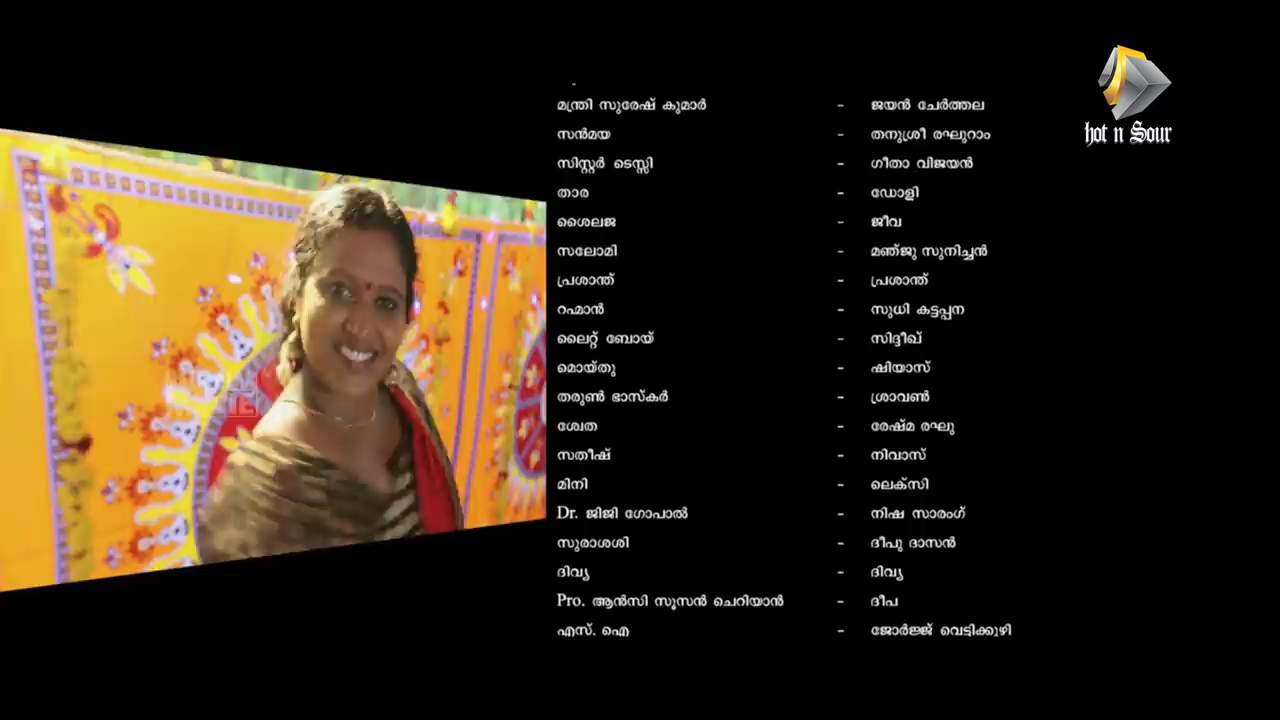 മന്ത്രി സുരേഷ് കുമാർ - ജയൻ ചേർത്തല
സൻമയ - തനുശ്രീ രഘുറാം
സിസ്റ്റർ ടെസ്സി - ഗീതാ വിജയൻ
താര - ഡോളി
ശൈലജ - ജീവ
സലോമി - മഞ്ജു സുനിച്ചൻ
പ്രശാന്ത് - പ്രശാന്ത്
റഹ്മാൻ - സുധി കട്ടപ്പന
ലൈറ്റ് ബോയ് - സിദ്ദീഖ്
മൊയ്തു - ഷിയാസ്
തരുൺ ഭാസ്കർ - ശ്രാവൺ
ശ്വേത - രേഷ്മ രഘു
സതീഷ് - നിവാസ്
മിനി - ലെക്സി
Dr. ജിജി ഗോപാൽ - നിഷ സാരംഗ്
സുരാശശി - ദീപു ദാസൻ
ദിവ്യ - ദിവ്യ
Pro. ആൻസി സൂസൻ ചെറിയാൻ - ദീപ
എസ്. ഐ - ജോർജ്ജ് വെട്ടിക്കുഴി
hot n Sour